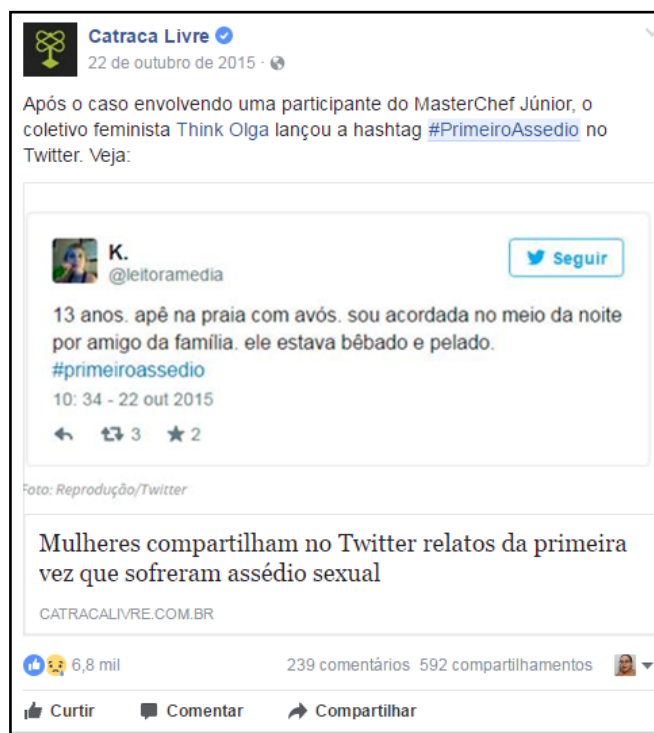 Catraca Livre
22 de outubro de 2015 ·
Após o caso envolvendo uma participante do MasterChef Júnior, o
coletivo feminista Think Olga lançou a hashtag #PrimeiroAssedio no
Twitter. Veja:
K.
@leitoramedia
Seguir
13 anos. apê na praia com avós. sou acordada no meio da noite
por amigo da família. ele estava bêbado e pelado.
#primeiroassedio
10: 34 - 22 out 2015
3 2
Foto: Reprodução/Twitter
Mulheres compartilham no Twitter relatos da primeira
vez que sofreram assédio sexual
CATRACALIVRE.COM.BR
6,8 mil 239 comentários 592 compartilhamentos
Curtir Comentar Compartilhar